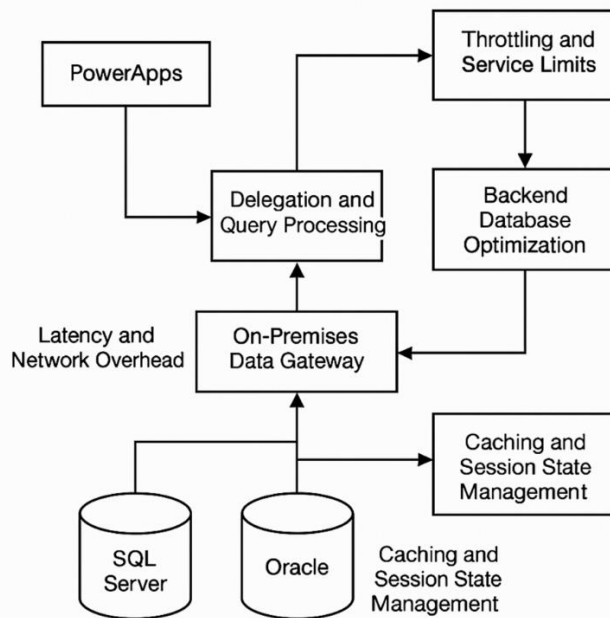 Throttling and
Service Limits
PowerApps
Delegation and
Query Processing
Backend
Database
Optimization
Latency and
Network Overhead
On-Premises
Data Gateway
Caching and
Session State
Management
SQL
Server
Oracle
Caching and
Session State
Management